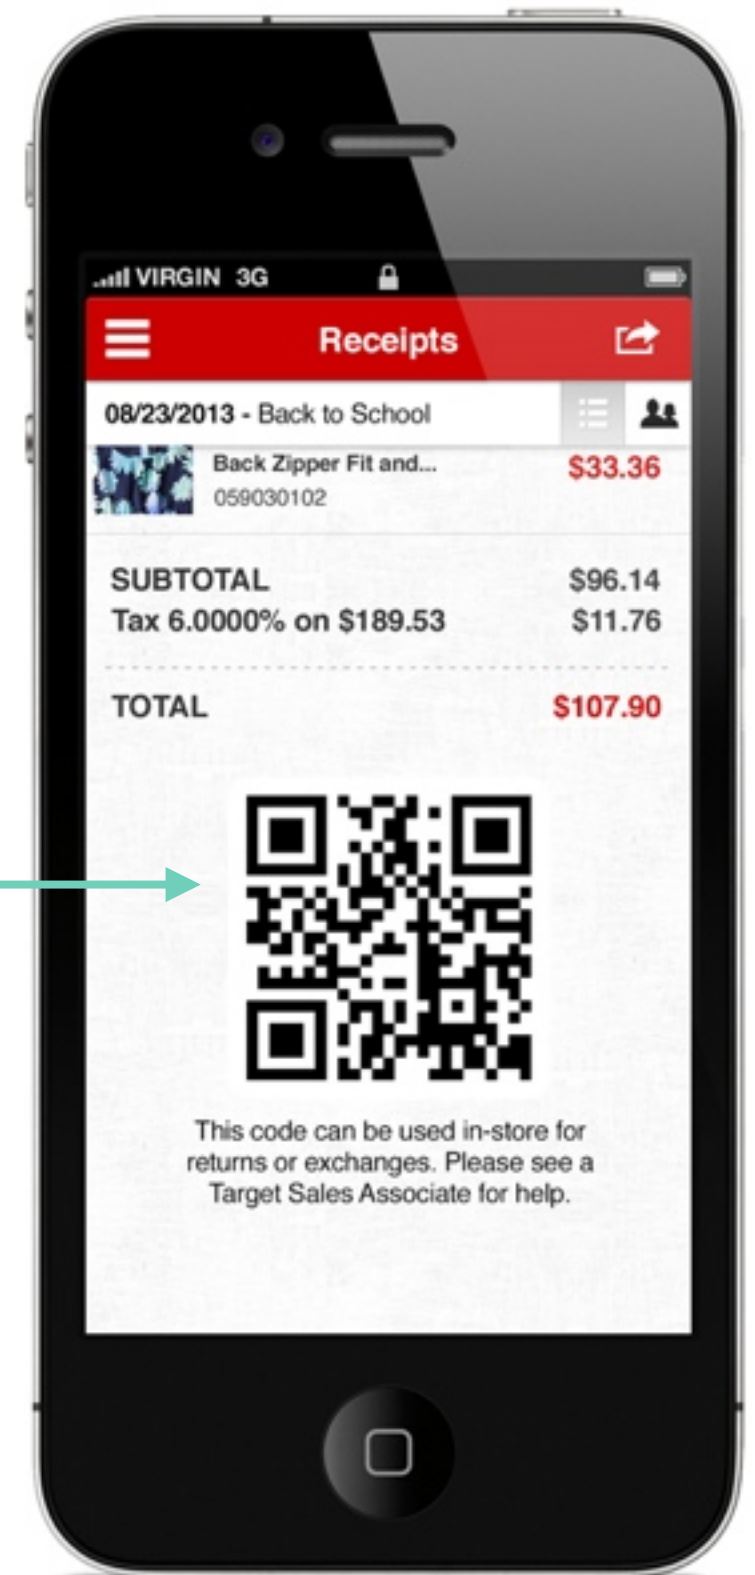 VIRGIN 3G
Receipts
08/23/2013 - Back to School
Back Zipper Fit and... $33.36
059030102
SUBTOTAL $96.14
Tax 6.0000% on $189.53 $11.76
TOTAL $107.90
This code can be used in-store for
returns or exchanges. Please see a
Target Sales Associate for help.